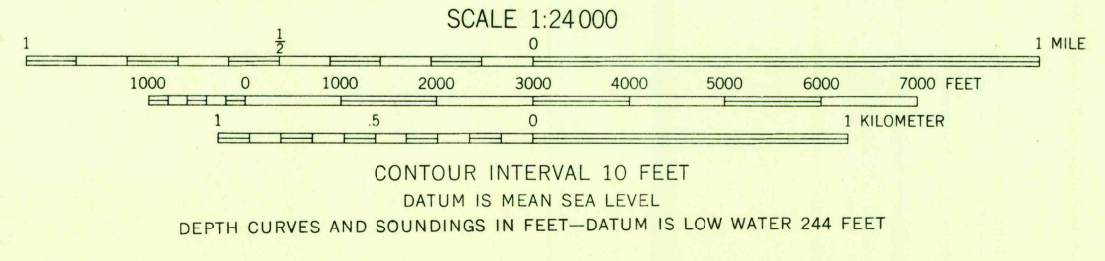 SCALE 1:24000
1 1/2 0 1 MILE
1000 0 1000 2000 3000 4000 5000 6000 7000 FEET
1 .5 0 1 KILOMETER
CONTOUR INTERVAL 10 FEET
DATUM IS MEAN SEA LEVEL
DEPTH CURVES AND SOUNDINGS IN FEET—DATUM IS LOW WATER 244 FEET